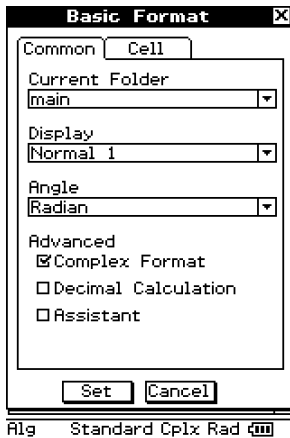 Basic Format
Common Cell
Current Folder
main
Display
Normal 1
Angle
Radian
Advanced
Complex Format
Decimal Calculation
Assistant
Set Cancel
Alg Standard Cplx Rad